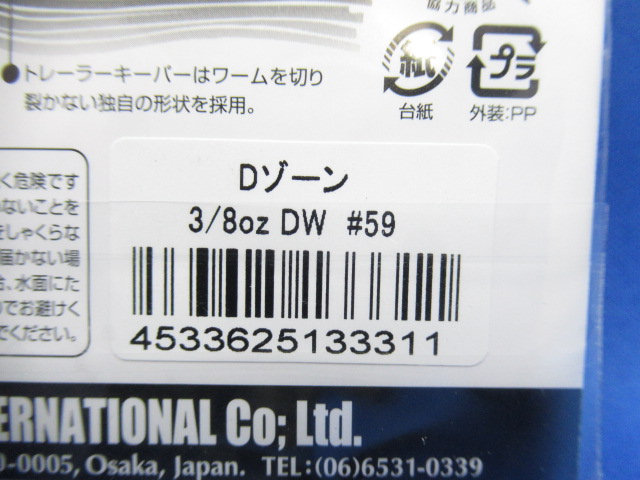 協力商品
●トレーラーキーパーはワームを切り
裂かない独自の形状を採用。
紙
台紙
プラ
外装:PP
く危険です
ないことを
をしゃくらな
届かない場
合、水面にた
のでお避けく
でください。
Dゾーン
3/8oz DW #59
4533625133311
ERNATIONAL Co; Ltd.
0-0005, Osaka, Japan. TEL:(06)6531-0339